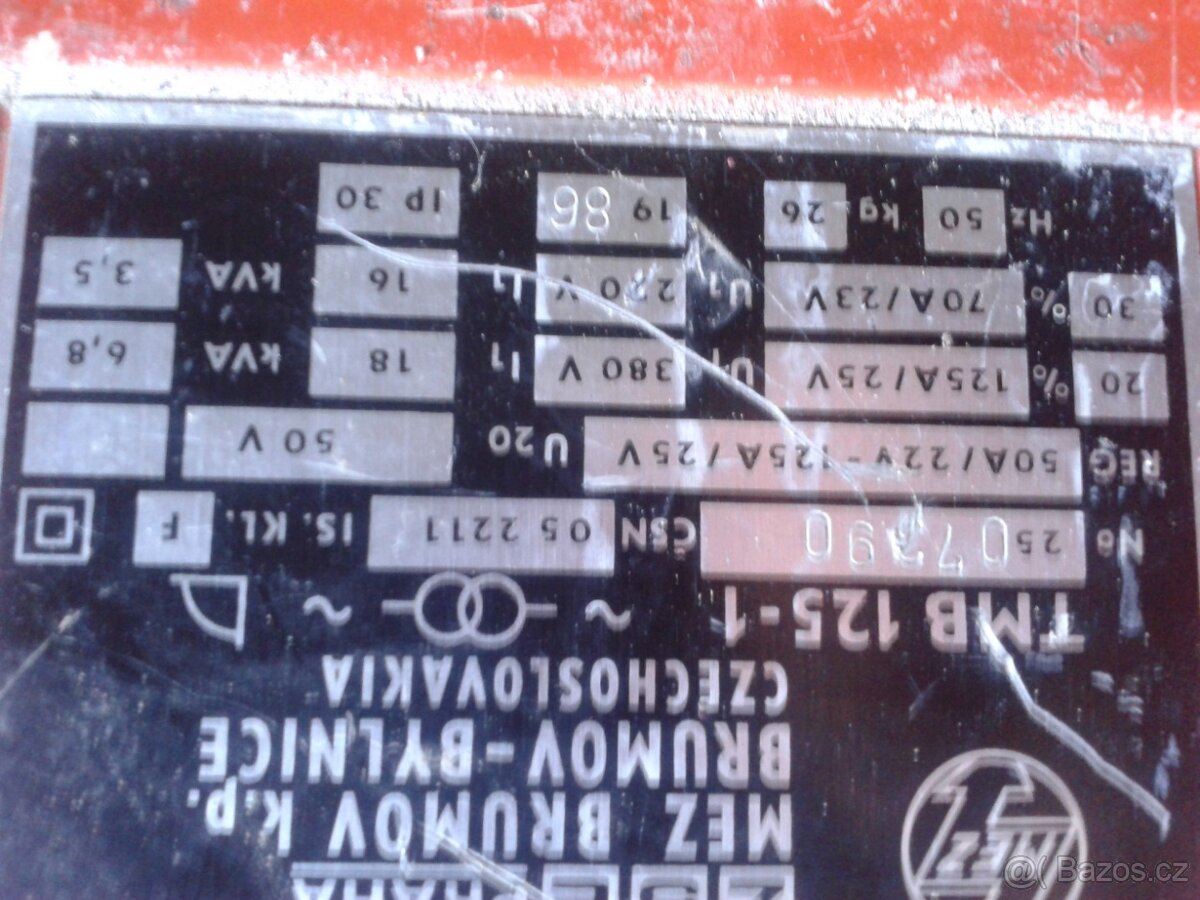 PRAHA
MEZ
MEZ BRUMOV k.p.
BRUMOV-BYLNICE
CZECHOSLOVAKIA
TMB 125-1 ~ ~
No 25 ČSN 05 2211 IS. KL. F
REG 50A/22V-125A/25V U20 50 V
20 % 125A/25V U1 380 V I1 18 kVA 6,8
30 % 70A/23V U1 220 V I1 16 kVA 3,5
Hz 50 kg 26 19 86 IP 30
@( Bazos.cz